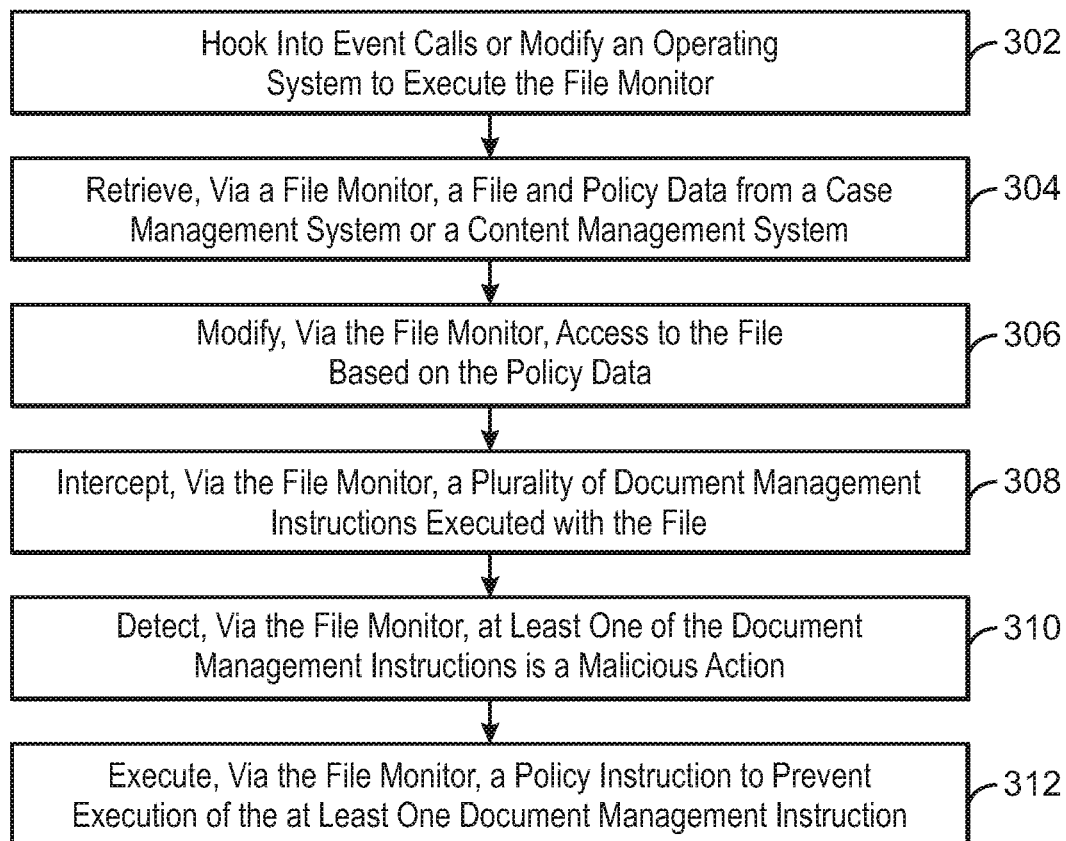 Hook Into Event Calls or Modify an Operating
System to Execute the File Monitor
302
Retrieve, Via a File Monitor, a File and Policy Data from a Case
Management System or a Content Management System
304
Modify, Via the File Monitor, Access to the File
Based on the Policy Data
306
Intercept, Via the File Monitor, a Plurality of Document Management
Instructions Executed with the File
308
Detect, Via the File Monitor, at Least One of the Document
Management Instructions is a Malicious Action
310
Execute, Via the File Monitor, a Policy Instruction to Prevent
Execution of the at Least One Document Management Instruction
312